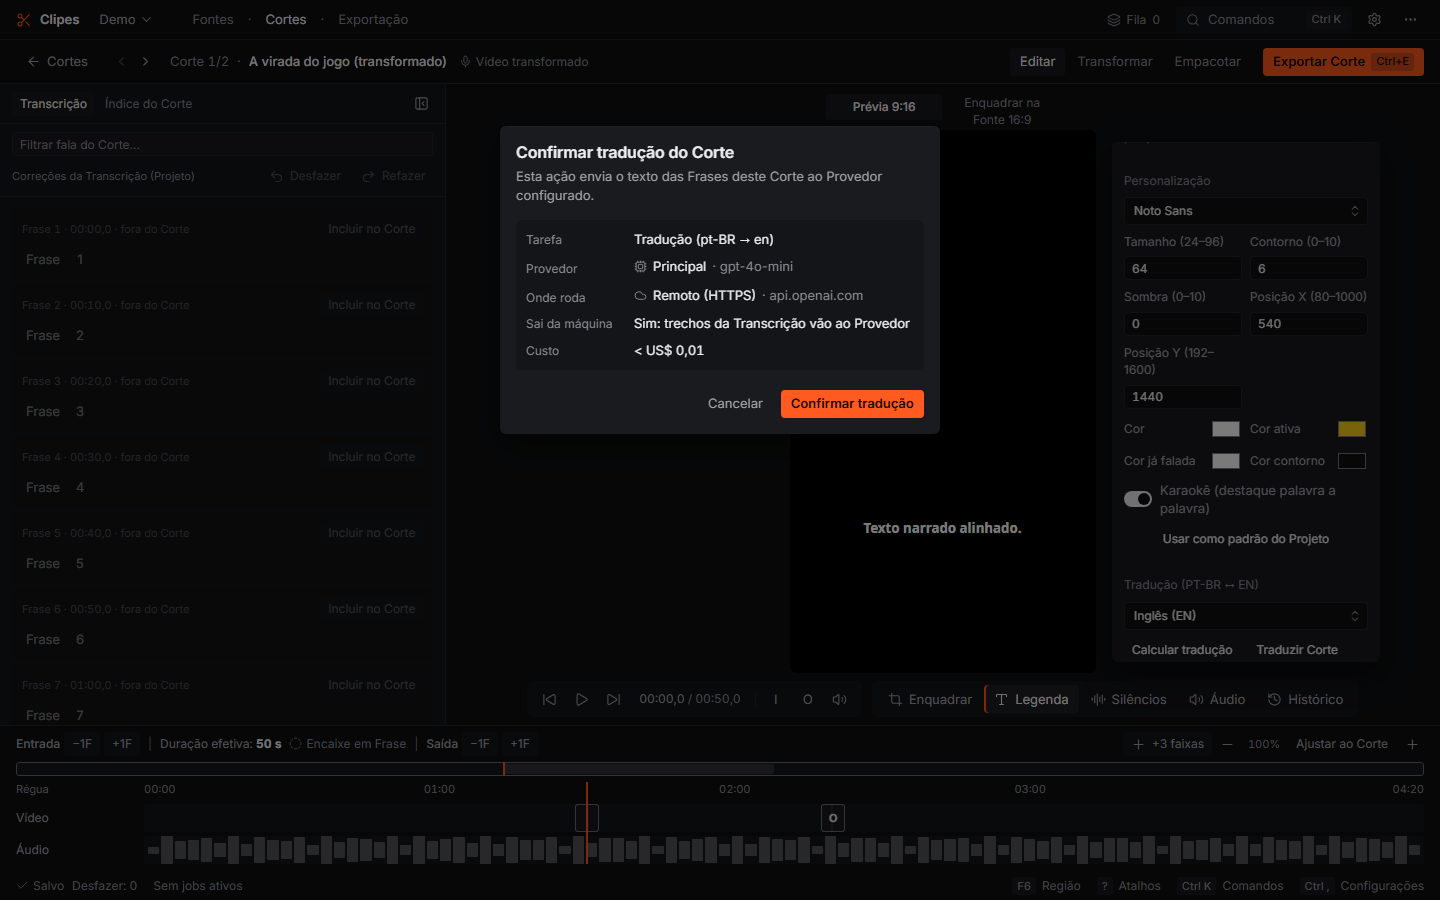 Clipes Demo Fontes · Cortes · Exportação Fila 0 Comandos Ctrl K
Cortes Corte 1/2 · A virada do jogo (transformado) Vídeo transformado Editar Transformar Empacotar Exportar Corte Ctrl+E
Transcrição Índice do Corte
Filtrar fala do Corte...
Correções da Transcrição (Projeto) Desfazer Refazer
Frase 1 · 00:00,0 · fora do Corte Incluir no Corte
Frase 1
Frase 2 · 00:10,0 · fora do Corte Incluir no Corte
Frase 2
Frase 3 · 00:20,0 · fora do Corte Incluir no Corte
Frase 3
Frase 4 · 00:30,0 · fora do Corte Incluir no Corte
Frase 4
Frase 5 · 00:40,0 · fora do Corte Incluir no Corte
Frase 5
Frase 6 · 00:50,0 · fora do Corte Incluir no Corte
Frase 6
Frase 7 · 01:00,0 · fora do Corte Incluir no Corte
Frase 7
Prévia 9:16
Enquadrar na
Fonte 16:9
Confirmar tradução do Corte
Esta ação envia o texto das Frases deste Corte ao Provedor
configurado.
Tarefa Tradução (pt-BR → en)
Provedor Principal · gpt-4o-mini
Onde roda Remoto (HTTPS) · api.openai.com
Sai da máquina Sim: trechos da Transcrição vão ao Provedor
Custo < US$ 0,01
Cancelar Confirmar tradução
Texto narrado alinhado.
Personalização
Noto Sans
Tamanho (24–96) Contorno (0–10)
64 6
Sombra (0–10) Posição X (80–1000)
0 540
Posição Y (192–
1600)
1440
Cor Cor ativa
Cor já falada Cor contorno
Karaokê (destaque palavra a
palavra)
Usar como padrão do Projeto
Tradução (PT-BR ↔ EN)
Inglês (EN)
Calcular tradução Traduzir Corte
00:00,0 / 00:50,0 I O Enquadrar Legenda Silêncios Áudio Histórico
Entrada −1F +1F Duração efetiva: 50 s Encaixe em Frase Saída −1F +1F + +3 faixas − 100% Ajustar ao Corte +
Régua 00:00 01:00 02:00 03:00 04:20
Vídeo O
Áudio
Salvo Desfazer: 0 Sem jobs ativos F6 Região ? Atalhos Ctrl K Comandos Ctrl , Configurações